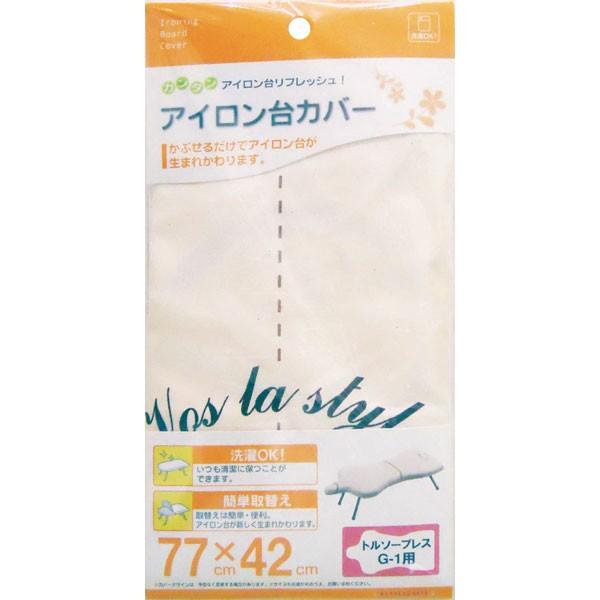 Ironing
Board
Cover
洗濯OK!
カンタン アイロン台リフレッシュ!
アイロン台カバー
かぶせるだけでアイロン台が
生まれかわります。
Vos la styl
洗濯OK!
いつも清潔に保つことが
できます。
簡単取替え
取替えは簡単・便利。
アイロン台が新しく生まれかわります。
77cm×42cm
トルソープレス
G-1用